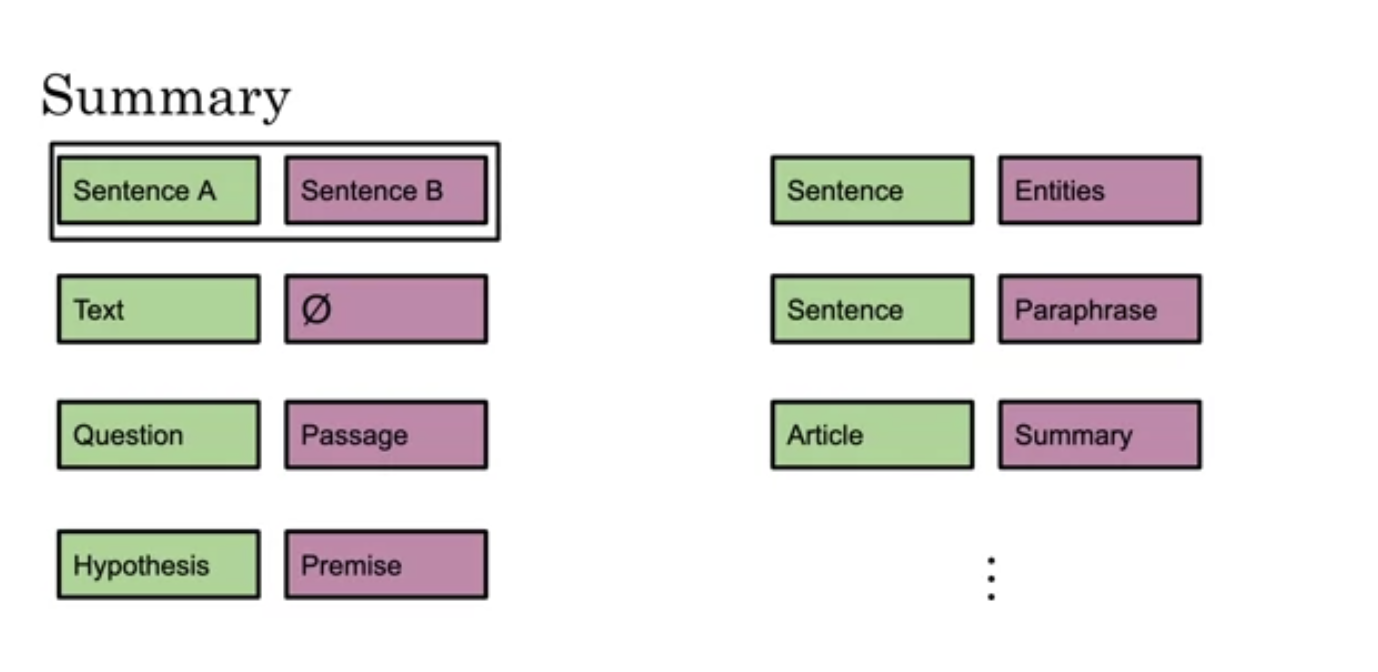 Summary
Sentence A Sentence B
Text Ø
Question Passage
Hypothesis Premise
Sentence Entities
Sentence Paraphrase
Article Summary
⋮